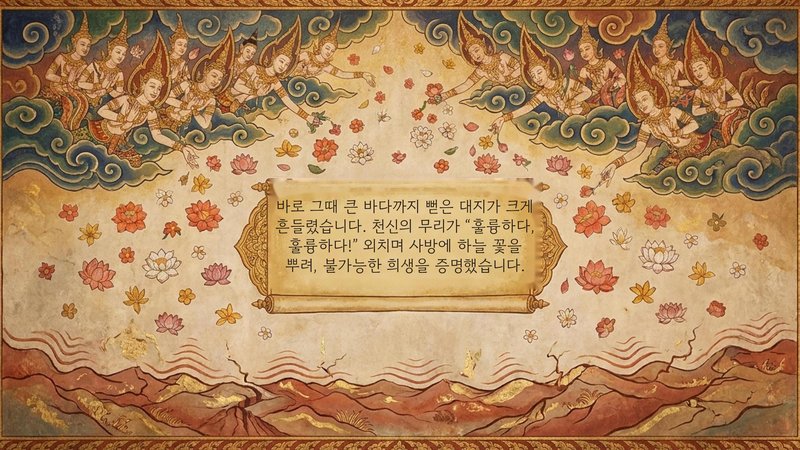 바로 그때 큰 바다까지 뻗은 대지가 크게
흔들렸습니다. 천신의 무리가 “훌륭하다,
훌륭하다!” 외치며 사방에 하늘 꽃을
뿌려, 불가능한 희생을 증명했습니다.